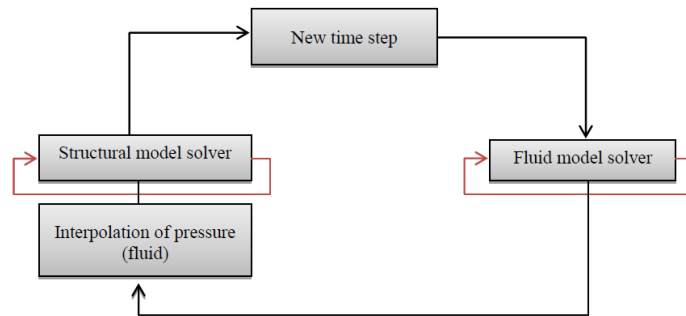 New time step
Structural model solver
Fluid model solver
Interpolation of pressure
(fluid)